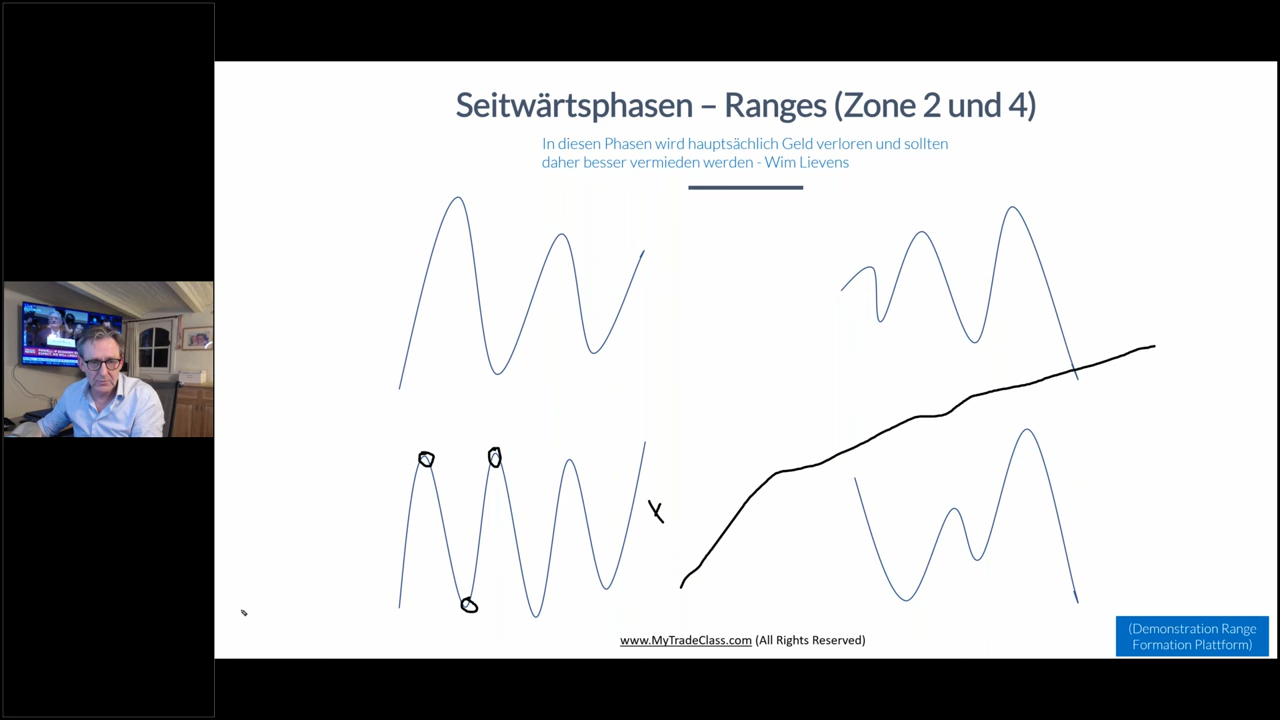 Seitwärtsphasen – Ranges (Zone 2 und 4)
In diesen Phasen wird hauptsächlich Geld verloren und sollten
daher besser vermieden werden - Wim Lievens
www.MyTradeClass.com (All Rights Reserved)
(Demonstration Range
Formation Plattform)